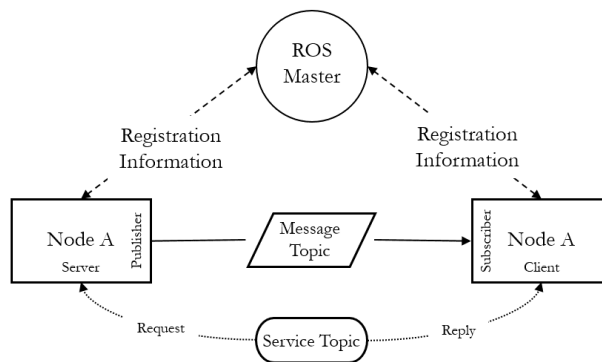 ROS
Master
Registration
Information
Registration
Information
Node A
Server
Publisher
Message
Topic
Subscriber
Node A
Client
Request
Service Topic
Reply